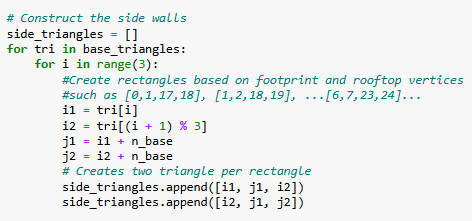 # Construct the side walls
side_triangles = []
for tri in base_triangles:
    for i in range(3):
        #Create rectangles based on footprint and rooftop vertices
        #such as [0,1,17,18], [1,2,18,19], ...[6,7,23,24]...
        i1 = tri[i]
        i2 = tri[(i + 1) % 3]
        j1 = i1 + n_base
        j2 = i2 + n_base
        # Creates two triangle per rectangle
        side_triangles.append([i1, j1, i2])
        side_triangles.append([i2, j1, j2])